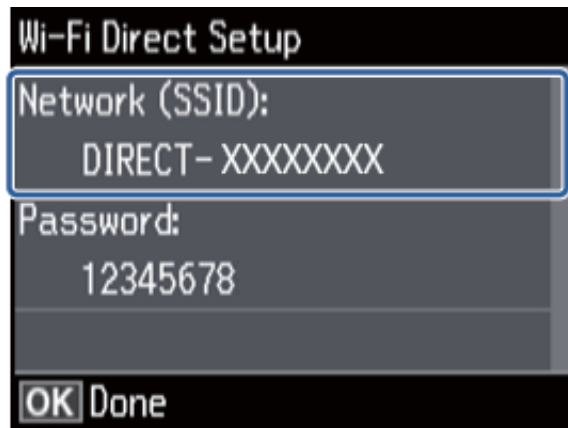 Wi-Fi Direct Setup
Network (SSID):
DIRECT-XXXXXXXX
Password:
12345678
OK Done